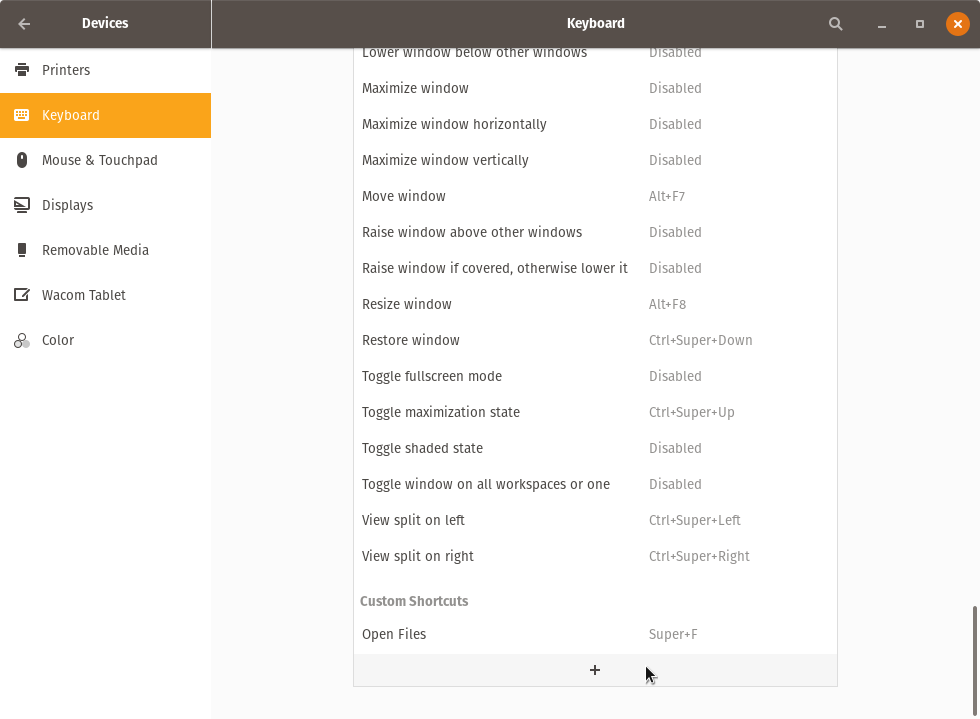 Devices
Keyboard
Printers
Keyboard
Mouse & Touchpad
Displays
Removable Media
Wacom Tablet
Color
Lower window below other windows Disabled
Maximize window Disabled
Maximize window horizontally Disabled
Maximize window vertically Disabled
Move window Alt+F7
Raise window above other windows Disabled
Raise window if covered, otherwise lower it Disabled
Resize window Alt+F8
Restore window Ctrl+Super+Down
Toggle fullscreen mode Disabled
Toggle maximization state Ctrl+Super+Up
Toggle shaded state Disabled
Toggle window on all workspaces or one Disabled
View split on left Ctrl+Super+Left
View split on right Ctrl+Super+Right
Custom Shortcuts
Open Files Super+F
+